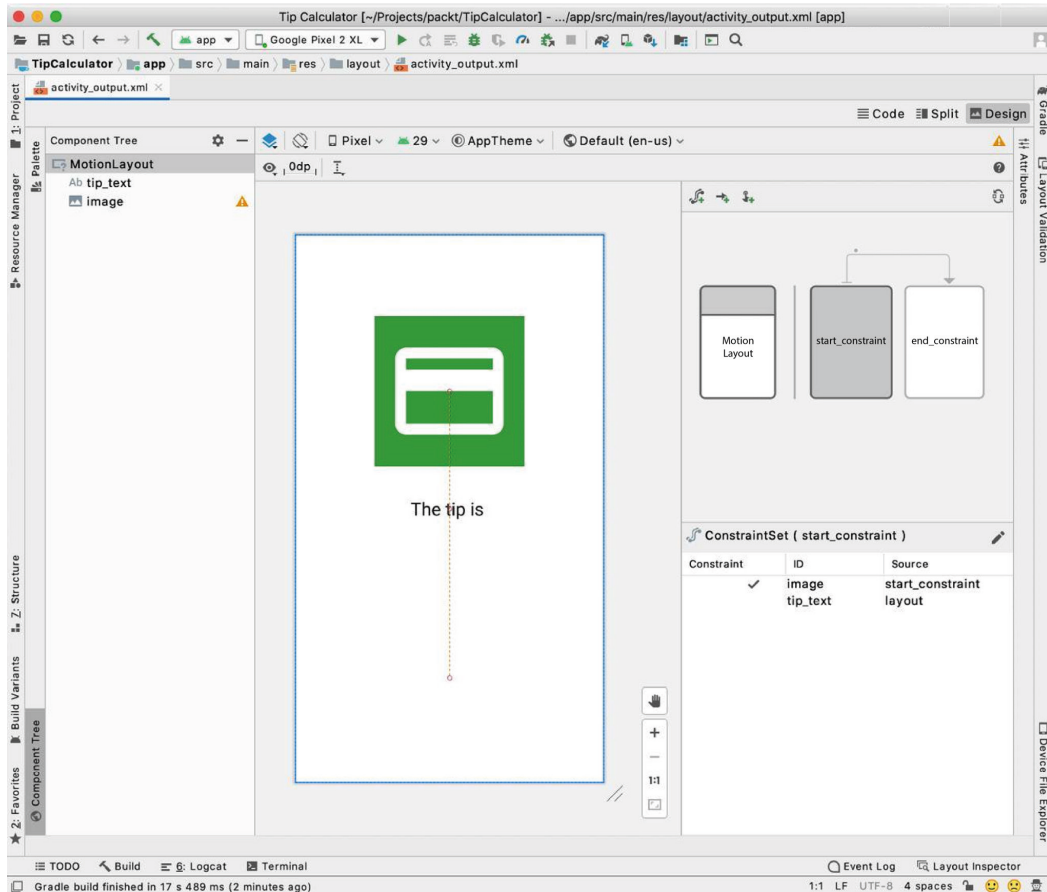 Tip Calculator [~/Projects/packt/TipCalculator] - .../app/src/main/res/layout/activity_output.xml [app]
app
Google Pixel 2 XL
TipCalculator
app
src
main
res
layout
activity_output.xml
activity_output.xml
Code
Split
Design
Component Tree
Pixel
29
AppTheme
Default (en-us)
MotionLayout
Ab tip_text
image
0dp
Motion
Layout
start_constraint
end_constraint
The tip is
ConstraintSet ( start_constraint )
Constraint
ID
Source
image
start_constraint
tip_text
layout
1:1
1: Project
Resource Manager
Z: Structure
Build Variants
2: Favorites
Palette
Component Tree
Gradle
Layout Validation
Attributes
Device File Explorer
TODO
Build
6: Logcat
Terminal
Event Log
Layout Inspector
Gradle build finished in 17 s 489 ms (2 minutes ago)
1:1
LF
UTF-8
4 spaces